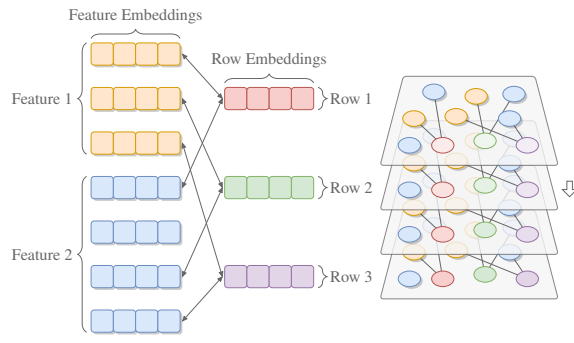 Feature Embeddings
Row Embeddings
Feature 1
Row 1
Row 2
Feature 2
Row 3